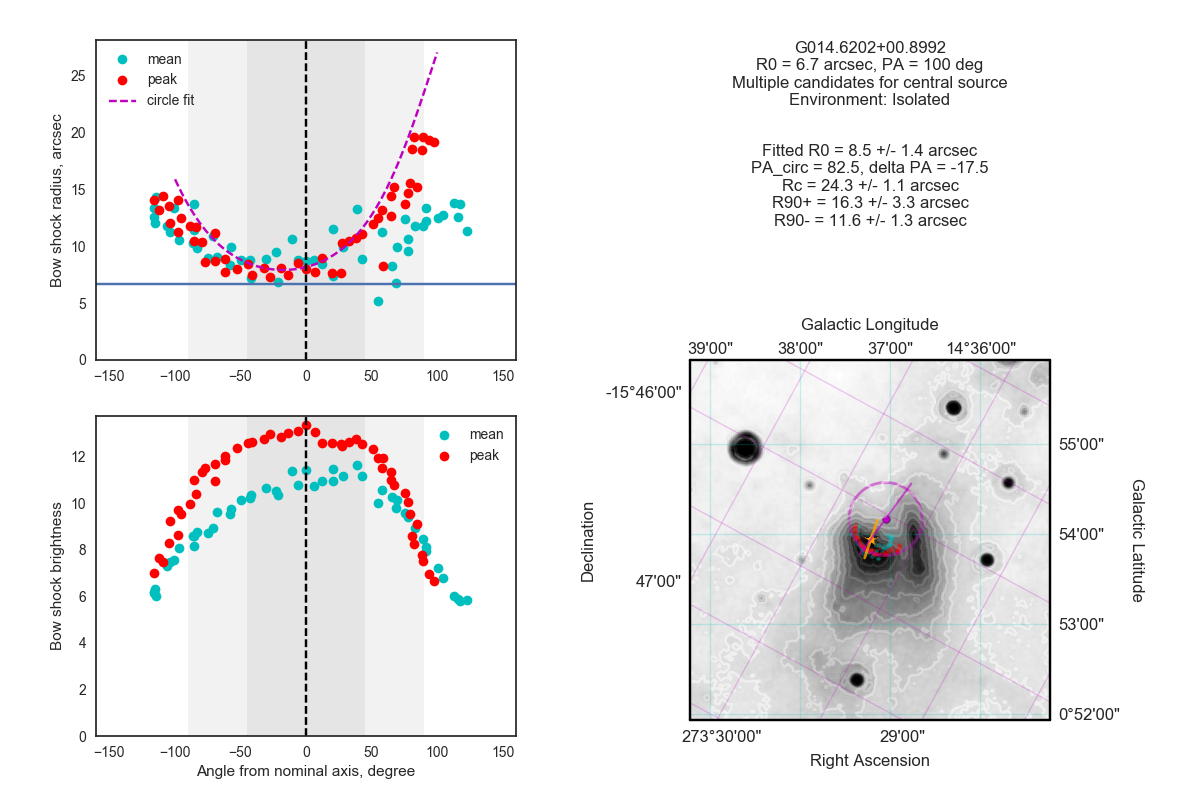 mean
peak
circle fit
Bow shock radius, arcsec
25
20
15
10
5
0
−150
−100
−50
0
50
100
150
mean
peak
Bow shock brightness
12
10
8
6
4
2
0
−150
−100
−50
0
50
100
150
Angle from nominal axis, degree
G014.6202+00.8992
R0 = 6.7 arcsec, PA = 100 deg
Multiple candidates for central source
Environment: Isolated
Fitted R0 = 8.5 +/- 1.4 arcsec
PA_circ = 82.5, delta PA = -17.5
Rc = 24.3 +/- 1.1 arcsec
R90+ = 16.3 +/- 3.3 arcsec
R90- = 11.6 +/- 1.3 arcsec
Galactic Longitude
39'00"
38'00"
37'00"
14°36'00"
-15°46'00"
47'00"
Declination
55'00"
54'00"
53'00"
0°52'00"
Galactic Latitude
273°30'00"
29'00"
Right Ascension